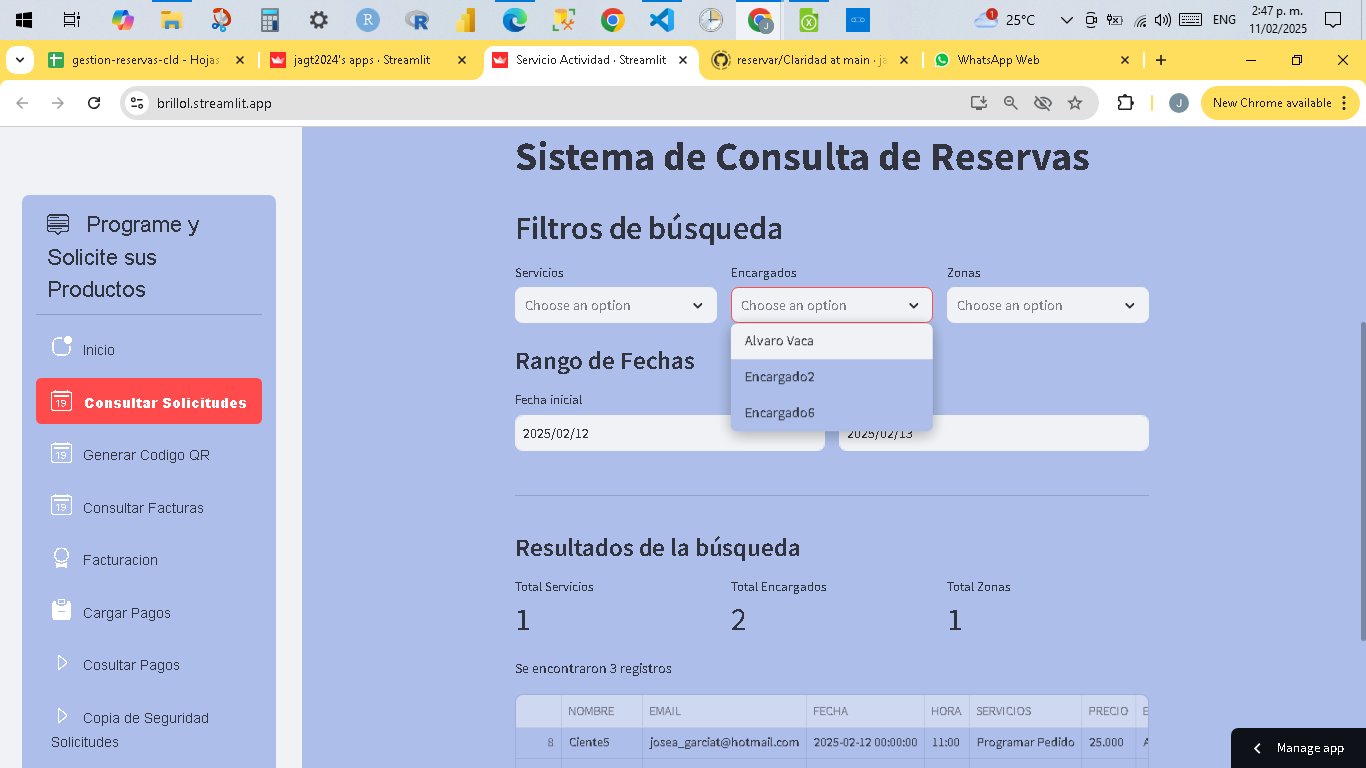 25°C
ENG
2:47 p. m.
11/02/2025
gestion-reservas-cld - Hojas
jagt2024's apps · Streamlit
Servicio Actividad · Streamlit
reservar/Claridad at main · ja
WhatsApp Web
brillol.streamlit.app
J
New Chrome available
Programe y
Solicite sus
Productos
Inicio
Consultar Solicitudes
Generar Codigo QR
Consultar Facturas
Facturacion
Cargar Pagos
Cosultar Pagos
Copia de Seguridad
Solicitudes
Sistema de Consulta de Reservas
Filtros de búsqueda
Servicios Encargados Zonas
Choose an option Choose an option Choose an option
Alvaro Vaca
Encargado2
Encargado6
Rango de Fechas
Fecha inicial
2025/02/12 2025/02/13
Resultados de la búsqueda
Total Servicios Total Encargados Total Zonas
1 2 1
Se encontraron 3 registros
NOMBRE EMAIL FECHA HORA SERVICIOS PRECIO E
8 Ciente5 josea_garciat@hotmail.com 2025-02-12 00:00:00 11:00 Programar Pedido 25.000 A
Manage app